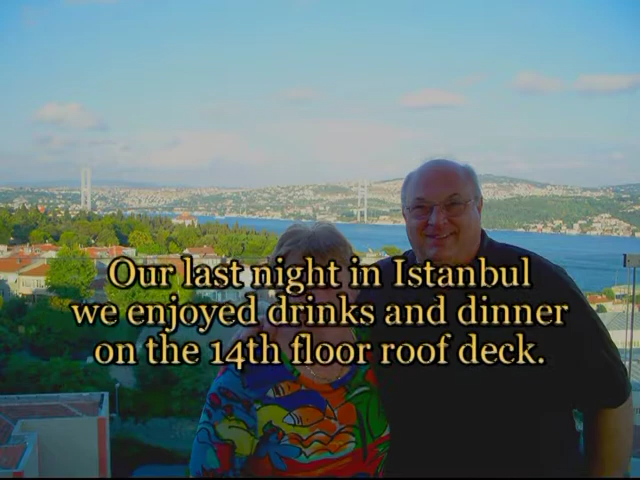 Our last night in Istanbul
we enjoyed drinks and dinner
on the 14th floor roof deck.